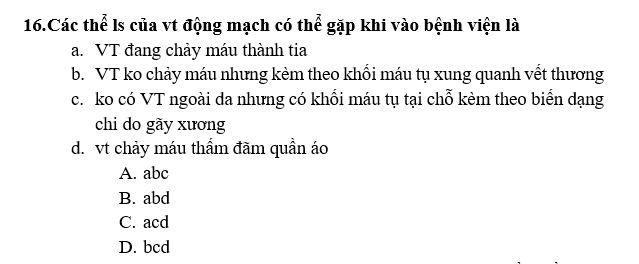 16.Các thể ls của vt động mạch có thể gặp khi vào bệnh viện là
a. VT đang chảy máu thành tia
b. VT ko chảy máu nhưng kèm theo khối máu tụ xung quanh vết thương
c. ko có VT ngoài da nhưng có khối máu tụ tại chỗ kèm theo biến dạng
chi do gãy xương
d. vt chảy máu thấm đẫm quần áo
A. abc
B. abd
C. acd
D. bcd